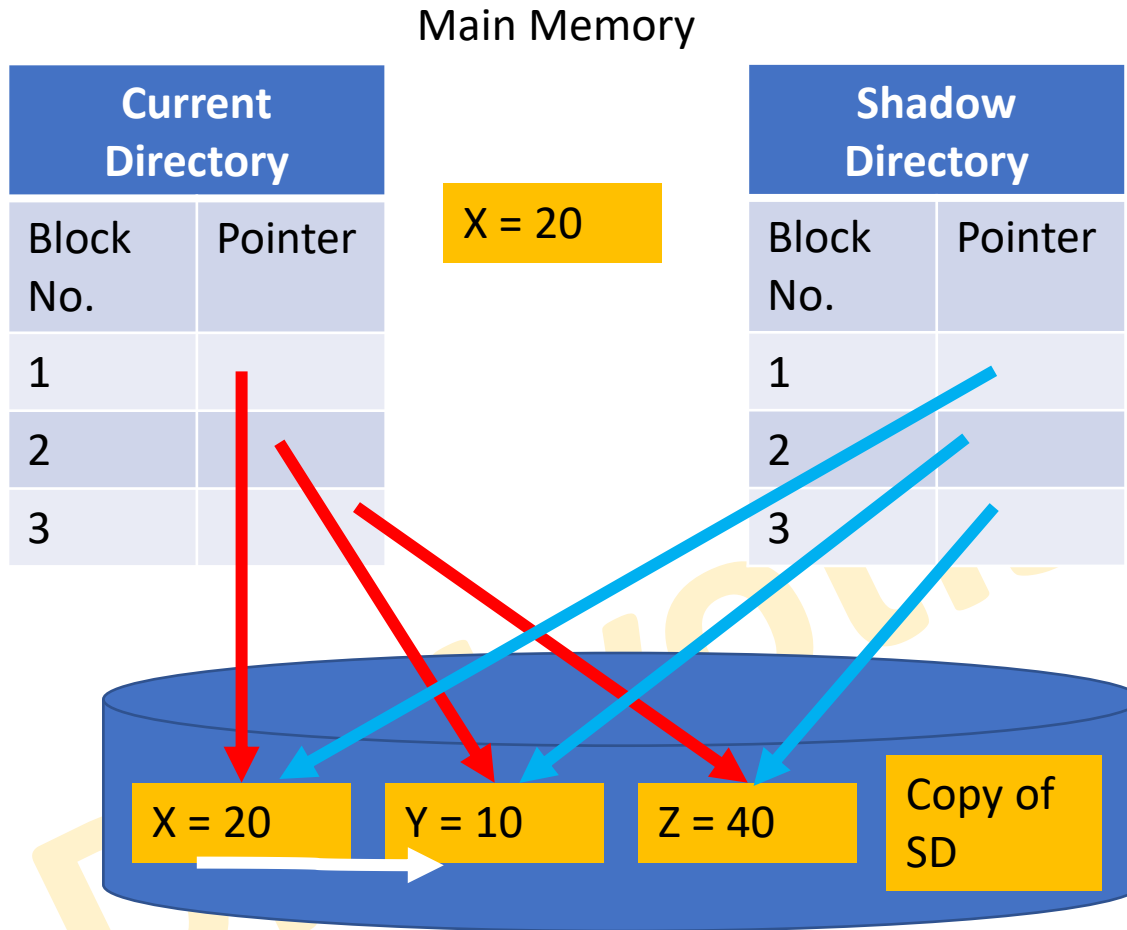 Main Memory
Current
Directory
Block
No.
Pointer
1
2
3
X = 20
Shadow
Directory
Block
No.
Pointer
1
2
3
X = 20
Y = 10
Z = 40
Copy of
SD